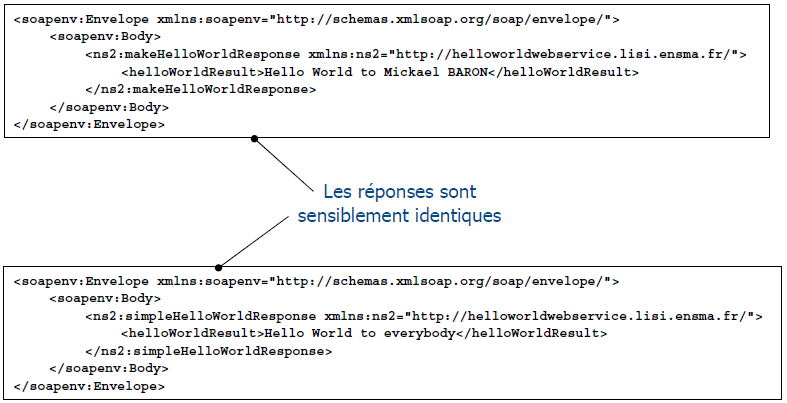 <soapenv:Envelope xmlns:soapenv="http://schemas.xmlsoap.org/soap/envelope/">
<soapenv:Body>
<ns2:makeHelloWorldResponse xmlns:ns2="http://helloworldwebservice.lisi.ensma.fr/">
<helloWorldResult>Hello World to Mickael BARON</helloWorldResult>
</ns2:makeHelloWorldResponse>
</soapenv:Body>
</soapenv:Envelope>
Les réponses sont
sensiblement identiques
<soapenv:Envelope xmlns:soapenv="http://schemas.xmlsoap.org/soap/envelope/">
<soapenv:Body>
<ns2:simpleHelloWorldResponse xmlns:ns2="http://helloworldwebservice.lisi.ensma.fr/">
<helloWorldResult>Hello World to everybody</helloWorldResult>
</ns2:simpleHelloWorldResponse>
</soapenv:Body>
</soapenv:Envelope>